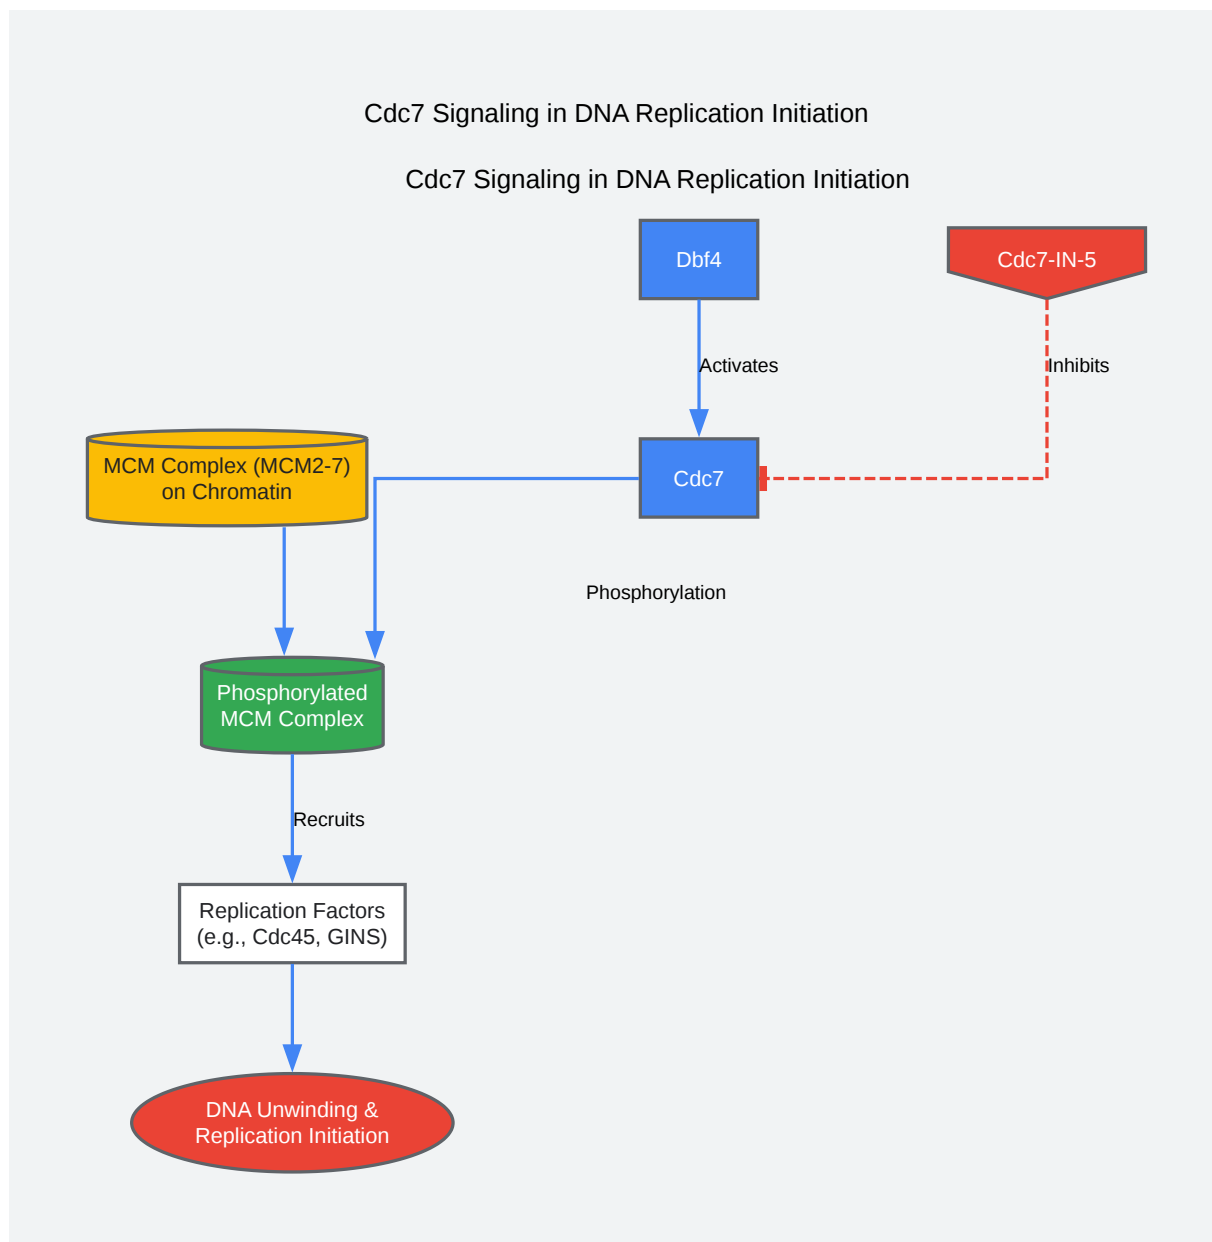 Cdc7 Signaling in DNA Replication Initiation
Cdc7 Signaling in DNA Replication Initiation
Dbf4
Cdc7-IN-5
Activates
Inhibits
MCM Complex (MCM2-7)
on Chromatin
Cdc7
Phosphorylation
Phosphorylated
MCM Complex
Recruits
Replication Factors
(e.g., Cdc45, GINS)
DNA Unwinding &
Replication Initiation